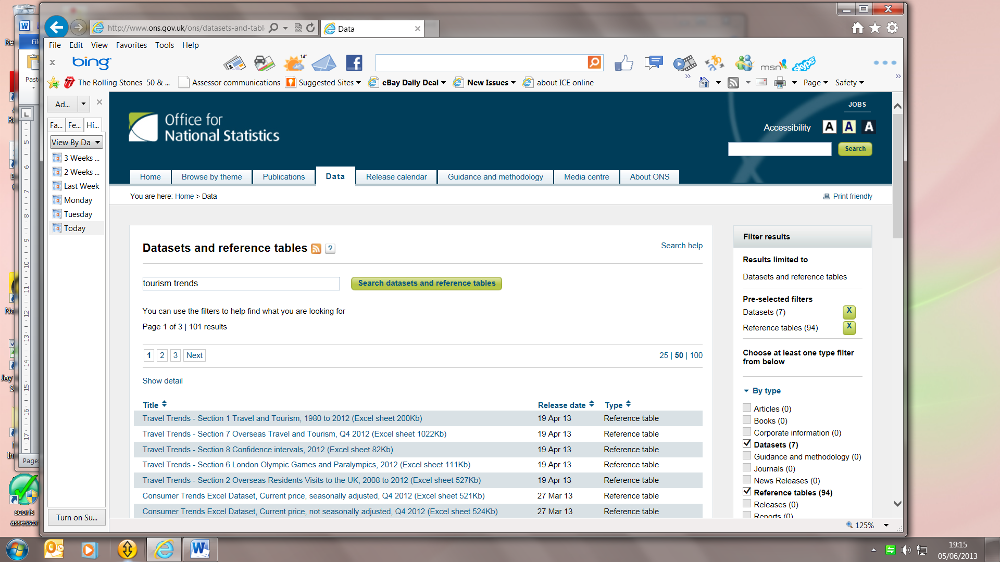 http://www.ons.gov.uk/ons/datasets-and-tabl
Data
File Edit View Favorites Tools Help
bing
14°
msn
skype
The Rolling Stones 50 & ...
Assessor communications
Suggested Sites
eBay Daily Deal
New Issues
about ICE online
Page
Safety
Paste
Ad...
Fa... Fe... Hi...
View By Da
3 Weeks ...
2 Weeks ...
Last Week
Monday
Tuesday
Today
Turn on Su...
JOBS
Office for
National Statistics
Accessibility A A A
Search
Home Browse by theme Publications Data Release calendar Guidance and methodology Media centre About ONS
You are here: Home > Data
Print friendly
Datasets and reference tables ?
Search help
tourism trends
Search datasets and reference tables
You can use the filters to help find what you are looking for
Page 1 of 3 | 101 results
1 2 3 Next
25 | 50 | 100
Show detail
Title Release date Type
Travel Trends - Section 1 Travel and Tourism, 1980 to 2012 (Excel sheet 200Kb) 19 Apr 13 Reference table
Travel Trends - Section 7 Overseas Travel and Tourism, Q4 2012 (Excel sheet 1022Kb) 19 Apr 13 Reference table
Travel Trends - Section 8 Confidence intervals, 2012 (Excel sheet 82Kb) 19 Apr 13 Reference table
Travel Trends - Section 6 London Olympic Games and Paralympics, 2012 (Excel sheet 111Kb) 19 Apr 13 Reference table
Travel Trends - Section 2 Overseas Residents Visits to the UK, 2008 to 2012 (Excel sheet 527Kb) 19 Apr 13 Reference table
Consumer Trends Excel Dataset, Current price, seasonally adjusted, Q4 2012 (Excel sheet 521Kb) 27 Mar 13 Reference table
Consumer Trends Excel Dataset, Current price, not seasonally adjusted, Q4 2012 (Excel sheet 524Kb) 27 Mar 13 Reference table
Filter results
Results limited to
Datasets and reference tables
Pre-selected filters
Datasets (7) X
Reference tables (94) X
Choose at least one type filter
from below
By type
Articles (0)
Books (0)
Corporate information (0)
Datasets (7)
Guidance and methodology (0)
Journals (0)
News Releases (0)
Reference tables (94)
Releases (0)
Reports (0)
125%
scoris
assessor
19:15
05/06/2013